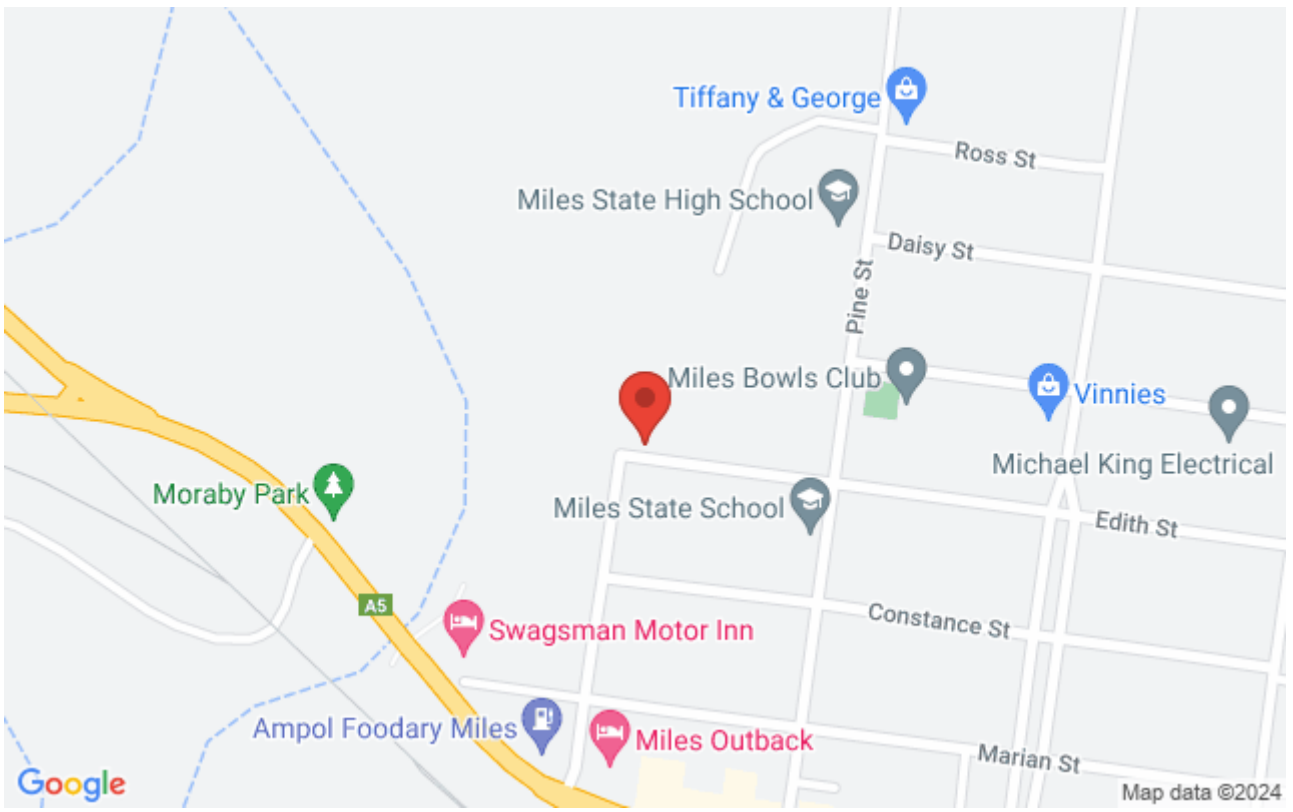 Tiffany & George
Ross St
Miles State High School
Daisy St
Pine St
Miles Bowls Club
Vinnies
Michael King Electrical
Moraby Park
Miles State School
Edith St
A5
Constance St
Swagsman Motor Inn
Ampol Foodary Miles
Miles Outback
Marian St
Google
Map data ©2024